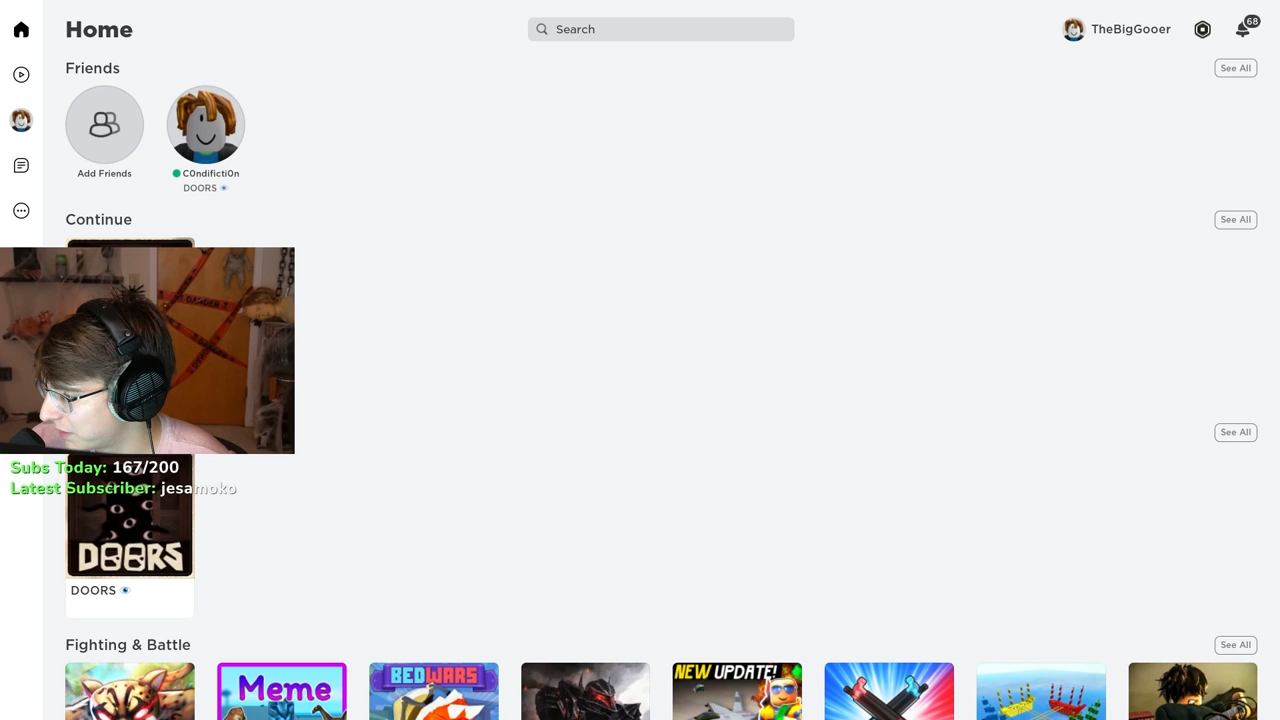 Home
Search
TheBigGooer
68
Friends
See All
Add Friends
C0ndificti0n
DOORS
Continue
See All
DANGER
See All
Subs Today: 167/200
Latest Subscriber: jesamoko
DOORS
DOORS
Fighting & Battle
See All
Meme
BEDWARS
NEW UPDATE!